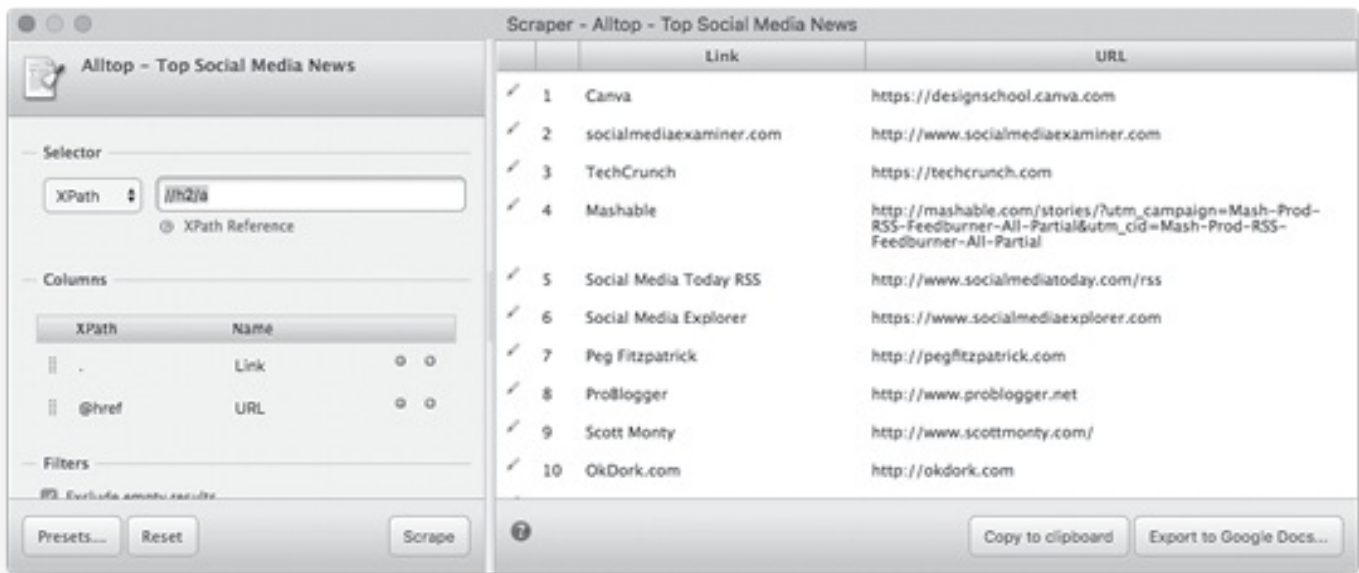 Scraper - Alltop - Top Social Media News
Alltop - Top Social Media News
Selector
XPath
//h2/a
XPath Reference
Columns
XPath Name
. Link
@href URL
Filters
Exclude empty results
Presets... Reset Scrape
Link URL
1 Canva https://designschool.canva.com
2 socialmediaexaminer.com http://www.socialmediaexaminer.com
3 TechCrunch https://techcrunch.com
4 Mashable http://mashable.com/stories/?utm_campaign=Mash-Prod-
RSS-Feedburner-All-Partial&utm_cid=Mash-Prod-RSS-
Feedburner-All-Partial
5 Social Media Today RSS http://www.socialmediatoday.com/rss
6 Social Media Explorer https://www.socialmediaexplorer.com
7 Peg Fitzpatrick http://pegfitzpatrick.com
8 ProBlogger http://www.problogger.net
9 Scott Monty http://www.scottmonty.com/
10 OkDork.com http://okdork.com
? Copy to clipboard Export to Google Docs...